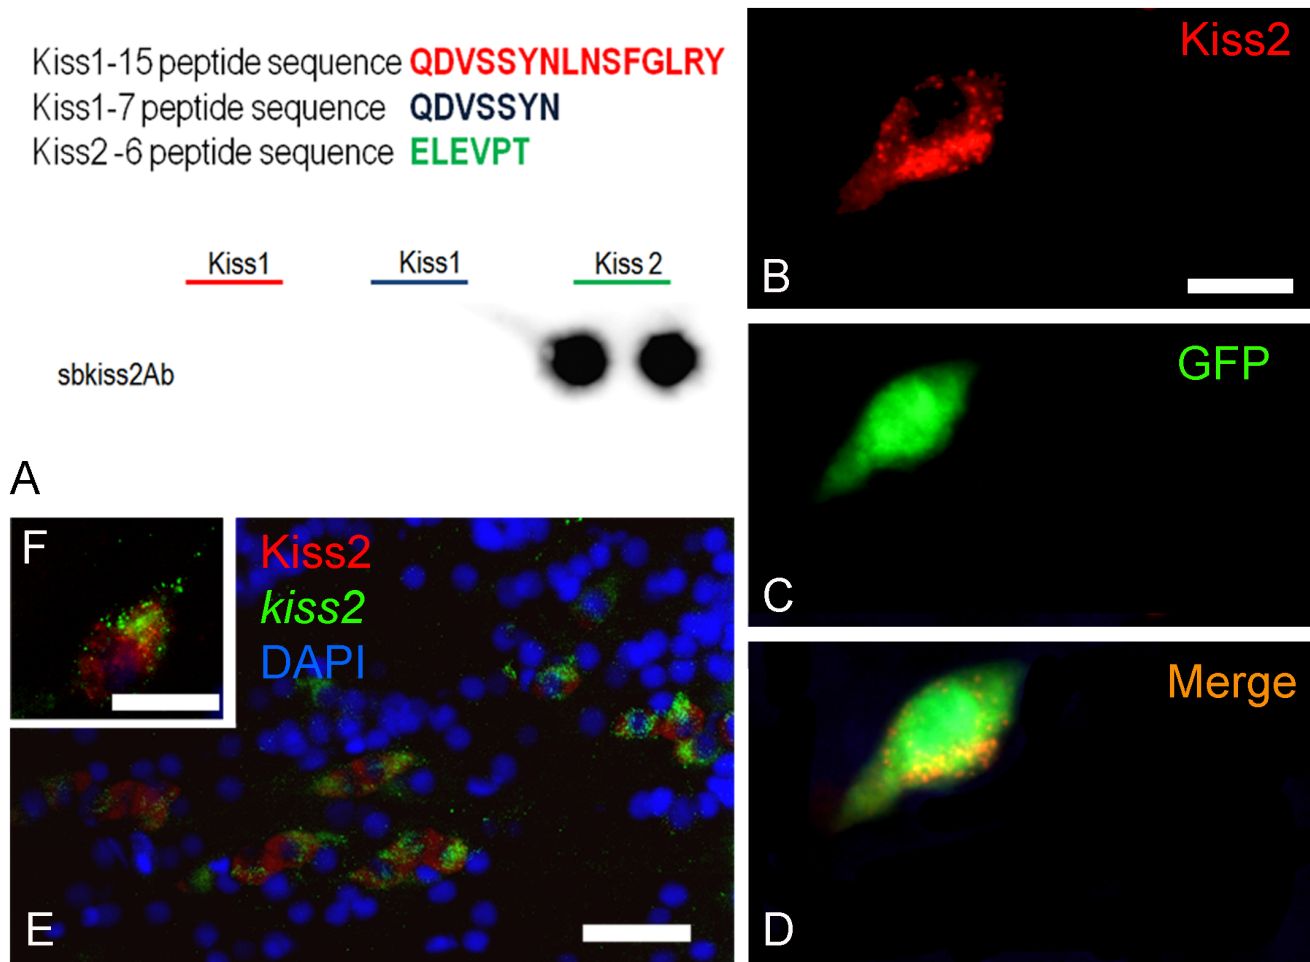 Kiss1-15 peptide sequence QDVSSYNLNSFGLRY
Kiss1-7 peptide sequence QDVSSYN
Kiss2 -6 peptide sequence ELEVPT
Kiss1 Kiss1 Kiss 2
sbkiss2Ab
A
Kiss2
B
GFP
C
Merge
D
F
Kiss2
kiss2
DAPI
E